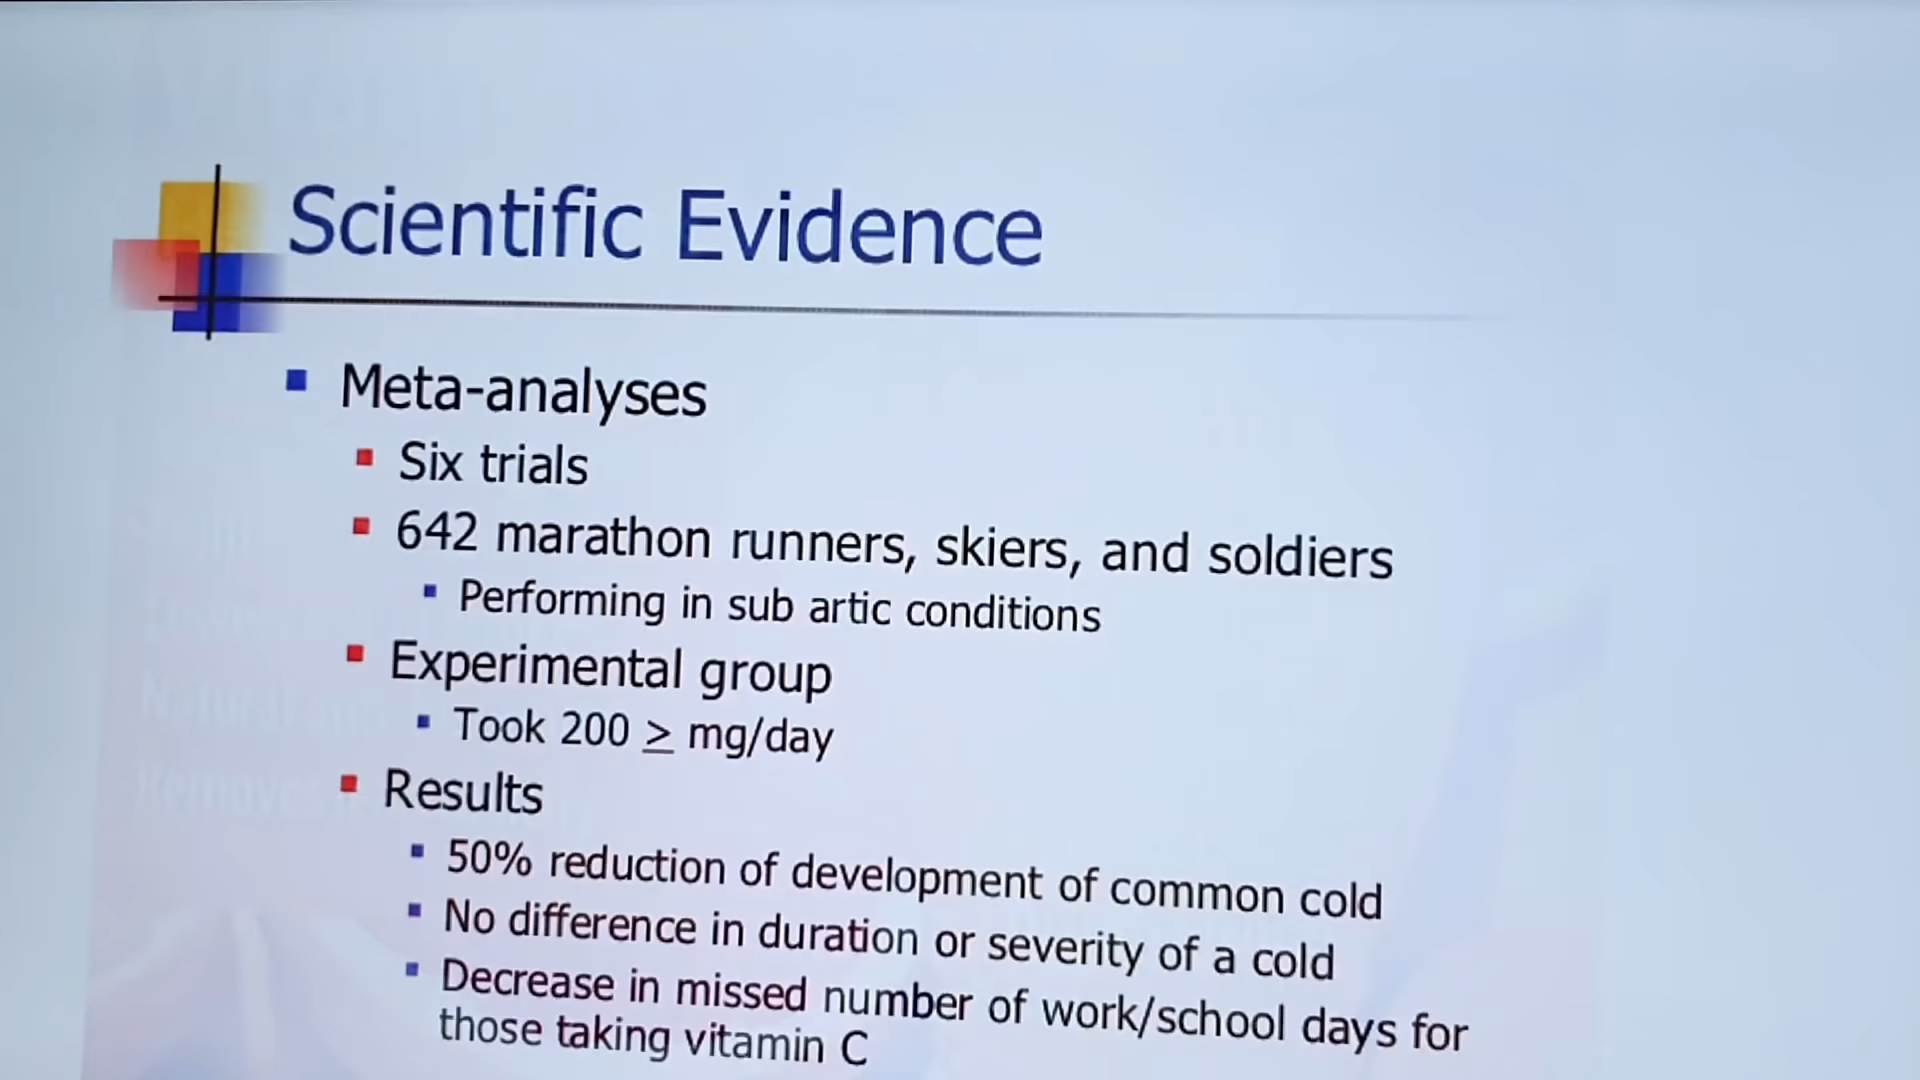 Scientific Evidence
Meta-analyses
Six trials
642 marathon runners, skiers, and soldiers
Performing in sub artic conditions
Experimental group
Took 200 ≥ mg/day
Results
50% reduction of development of common cold
No difference in duration or severity of a cold
Decrease in missed number of work/school days for
those taking vitamin C